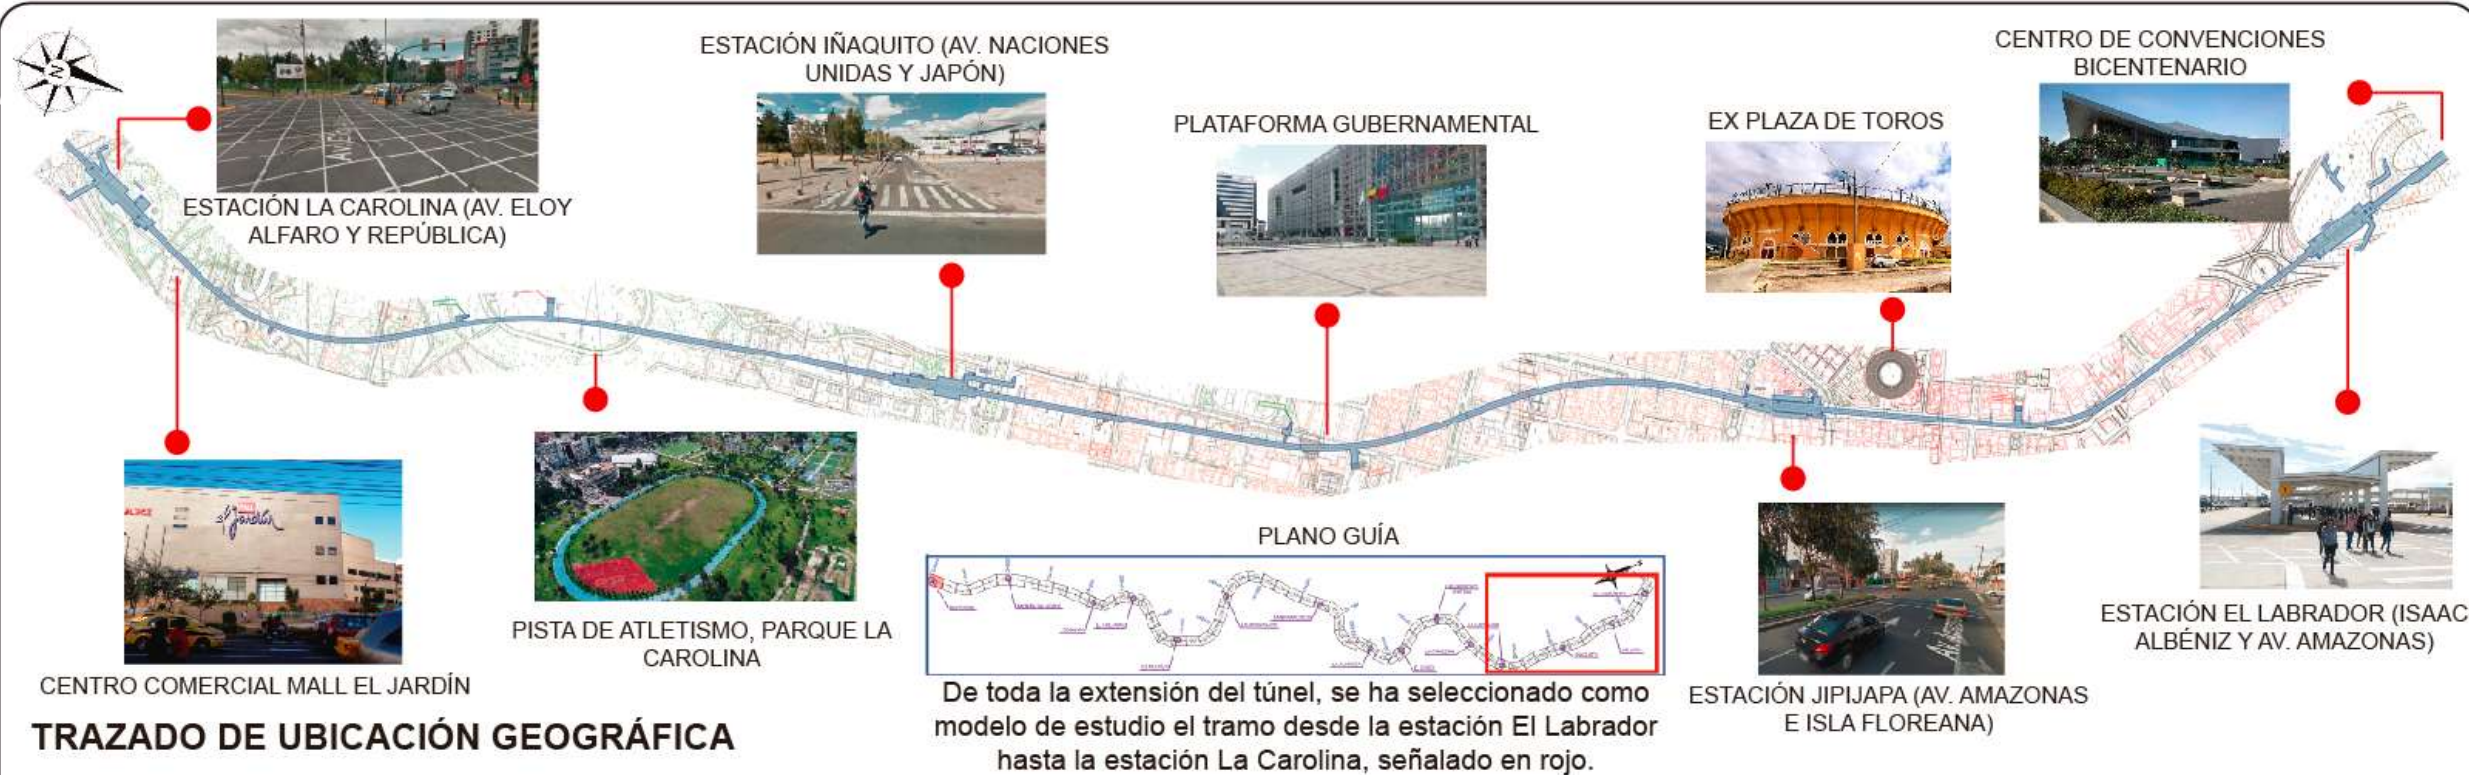 N
ESTACIÓN LA CAROLINA (AV. ELOY
ALFARO Y REPÚBLICA)
ESTACIÓN IÑAQUITO (AV. NACIONES
UNIDAS Y JAPÓN)
PLATAFORMA GUBERNAMENTAL
EX PLAZA DE TOROS
CENTRO DE CONVENCIONES
BICENTENARIO
el Jardín
CENTRO COMERCIAL MALL EL JARDÍN
PISTA DE ATLETISMO, PARQUE LA
CAROLINA
PLANO GUÍA
De toda la extensión del túnel, se ha seleccionado como
modelo de estudio el tramo desde la estación El Labrador
hasta la estación La Carolina, señalado en rojo.
ESTACIÓN JIPIJAPA (AV. AMAZONAS
E ISLA FLOREANA)
ESTACIÓN EL LABRADOR (ISAAC
ALBÉNIZ Y AV. AMAZONAS)
TRAZADO DE UBICACIÓN GEOGRÁFICA